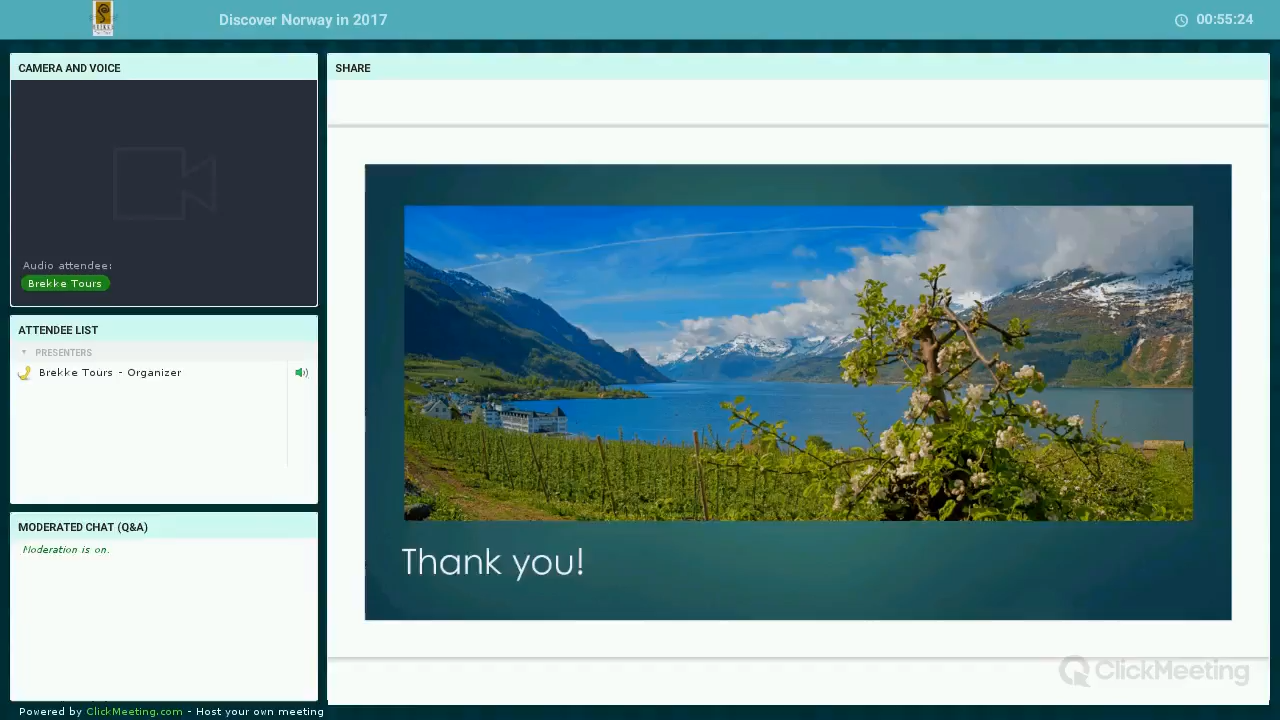 Discover Norway in 2017
00:55:24
CAMERA AND VOICE
Audio attendee:
Brekke Tours
ATTENDEE LIST
PRESENTERS
Brekke Tours - Organizer
MODERATED CHAT (Q&A)
Moderation is on.
SHARE
Thank you!
ClickMeeting
Powered by ClickMeeting.com - Host your own meeting